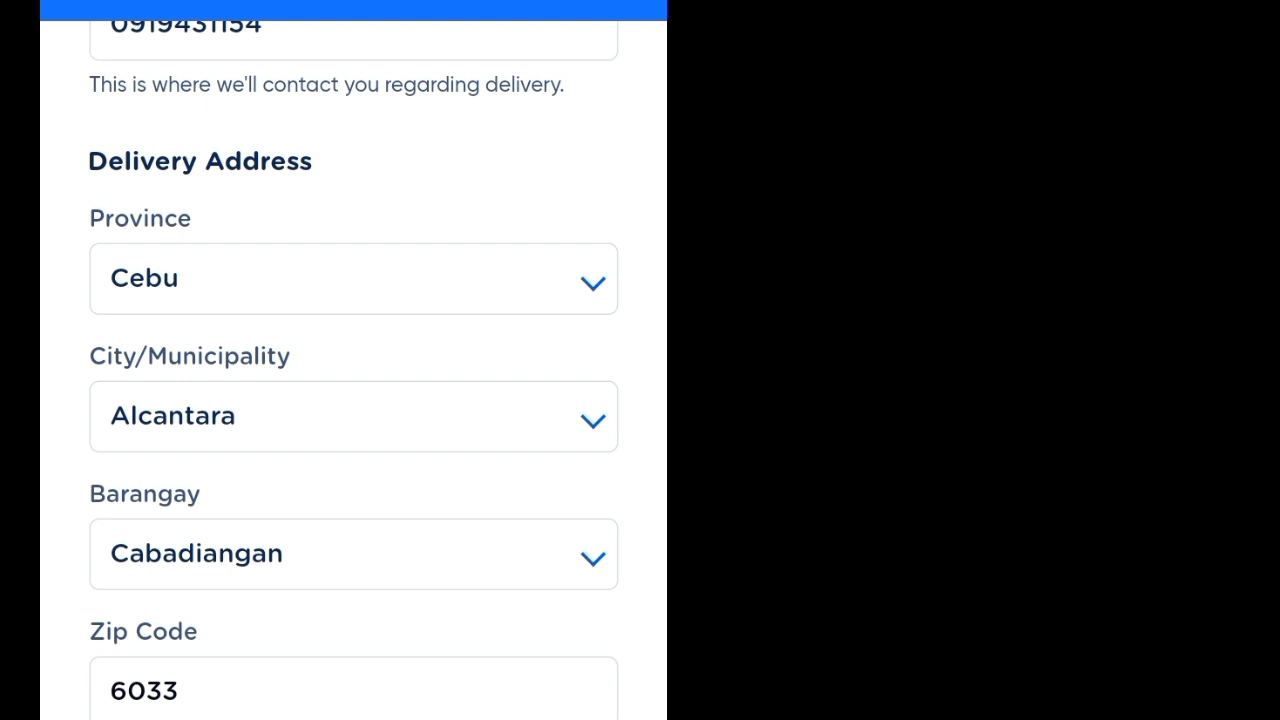 0919431154
This is where we'll contact you regarding delivery.
Delivery Address
Province
Cebu
City/Municipality
Alcantara
Barangay
Cabadiangan
Zip Code
6033